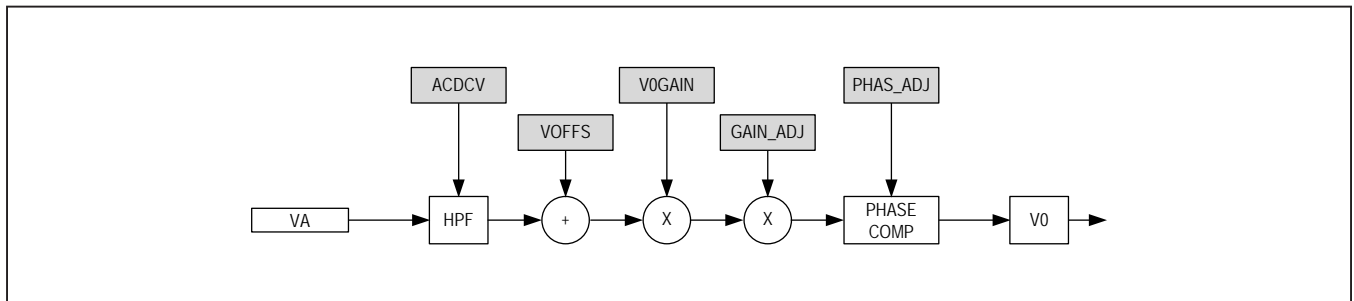 ACDCV
V0GAIN
PHAS_ADJ
VOFFS
GAIN_ADJ
VA
HPF
+
X
X
PHASE
COMP
V0